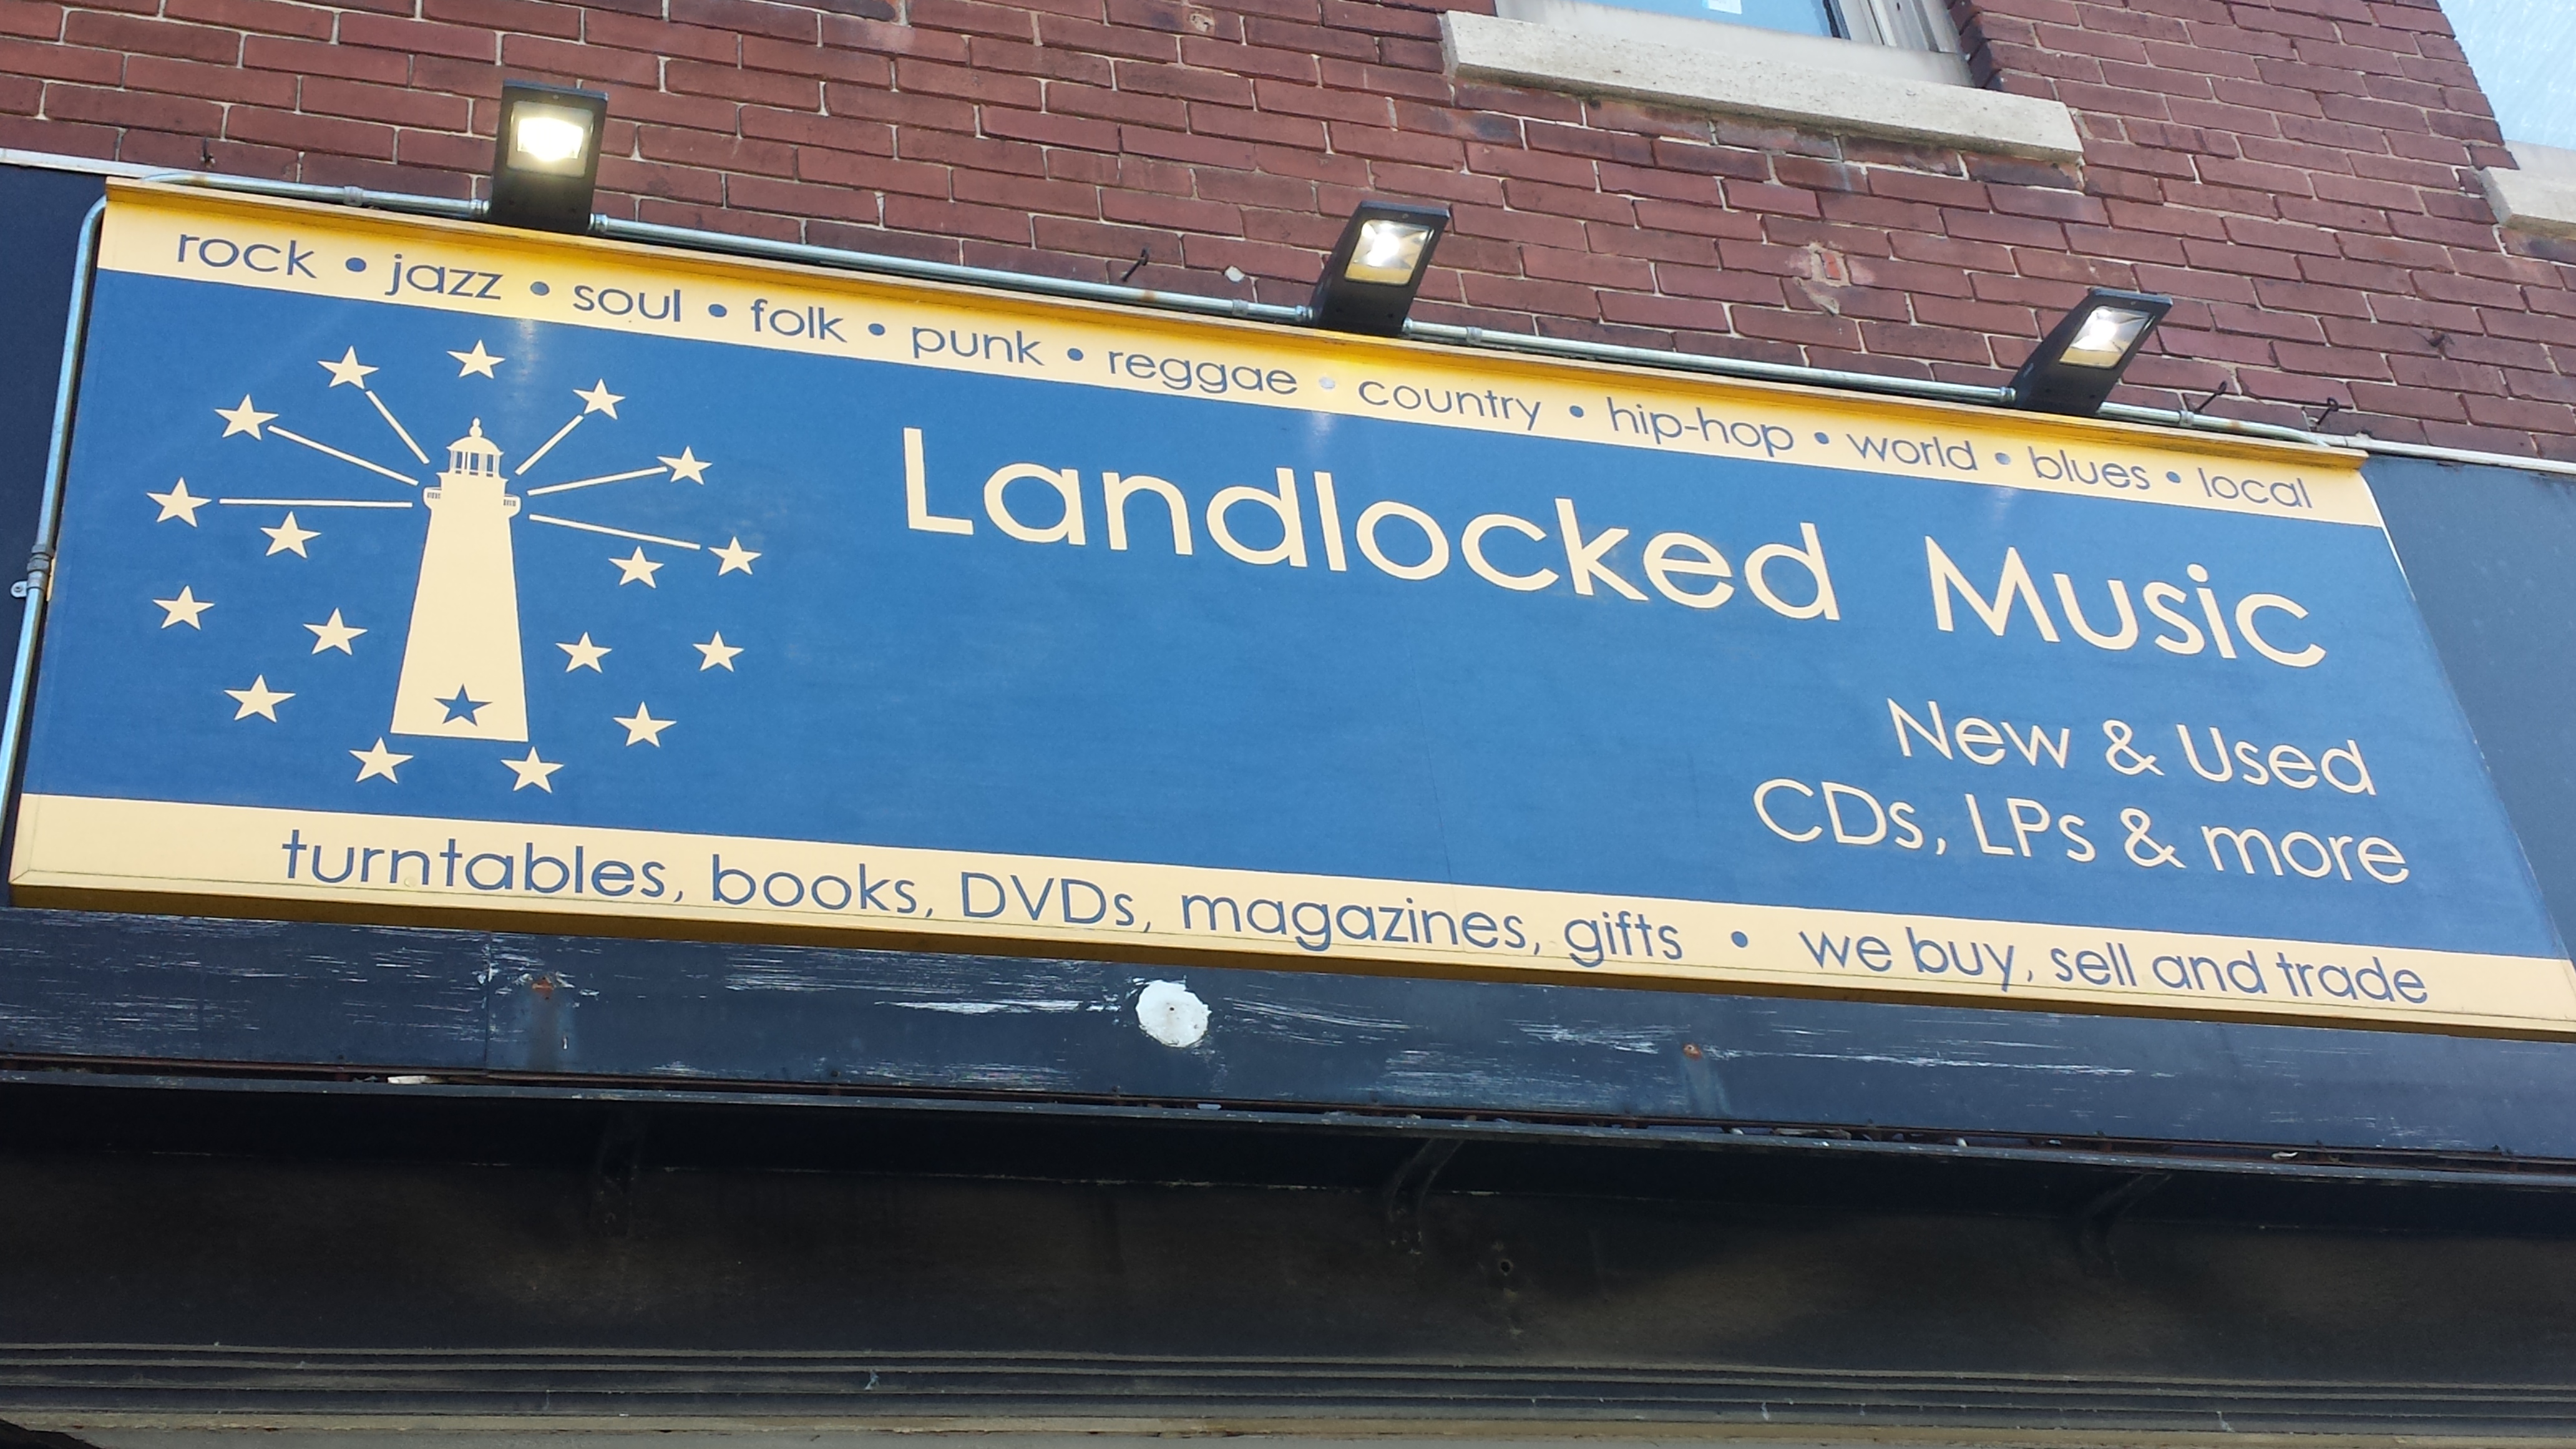 rock • jazz • soul • folk • punk • reggae • country • hip-hop • world • blues • local
Landlocked Music
New & Used
CDs, LPs & more
turntables, books, DVDs, magazines, gifts • we buy, sell and trade